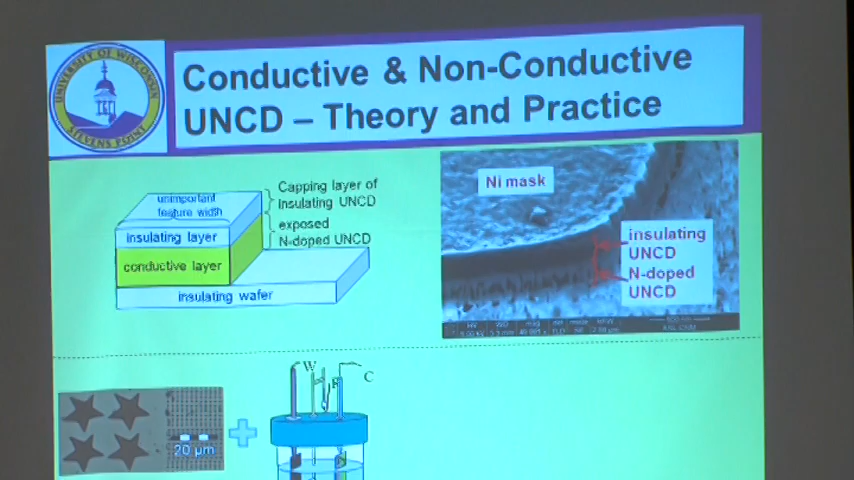 UNIVERSITY OF WISCONSIN
STEVENS POINT
Conductive & Non-Conductive
UNCD – Theory and Practice
unimportant
feature width
insulating layer
conductive layer
insulating wafer
Capping layer of
insulating UNCD
exposed
N-doped UNCD
Ni mask
insulating
UNCD
N-doped
UNCD
20 µm
W
R
C